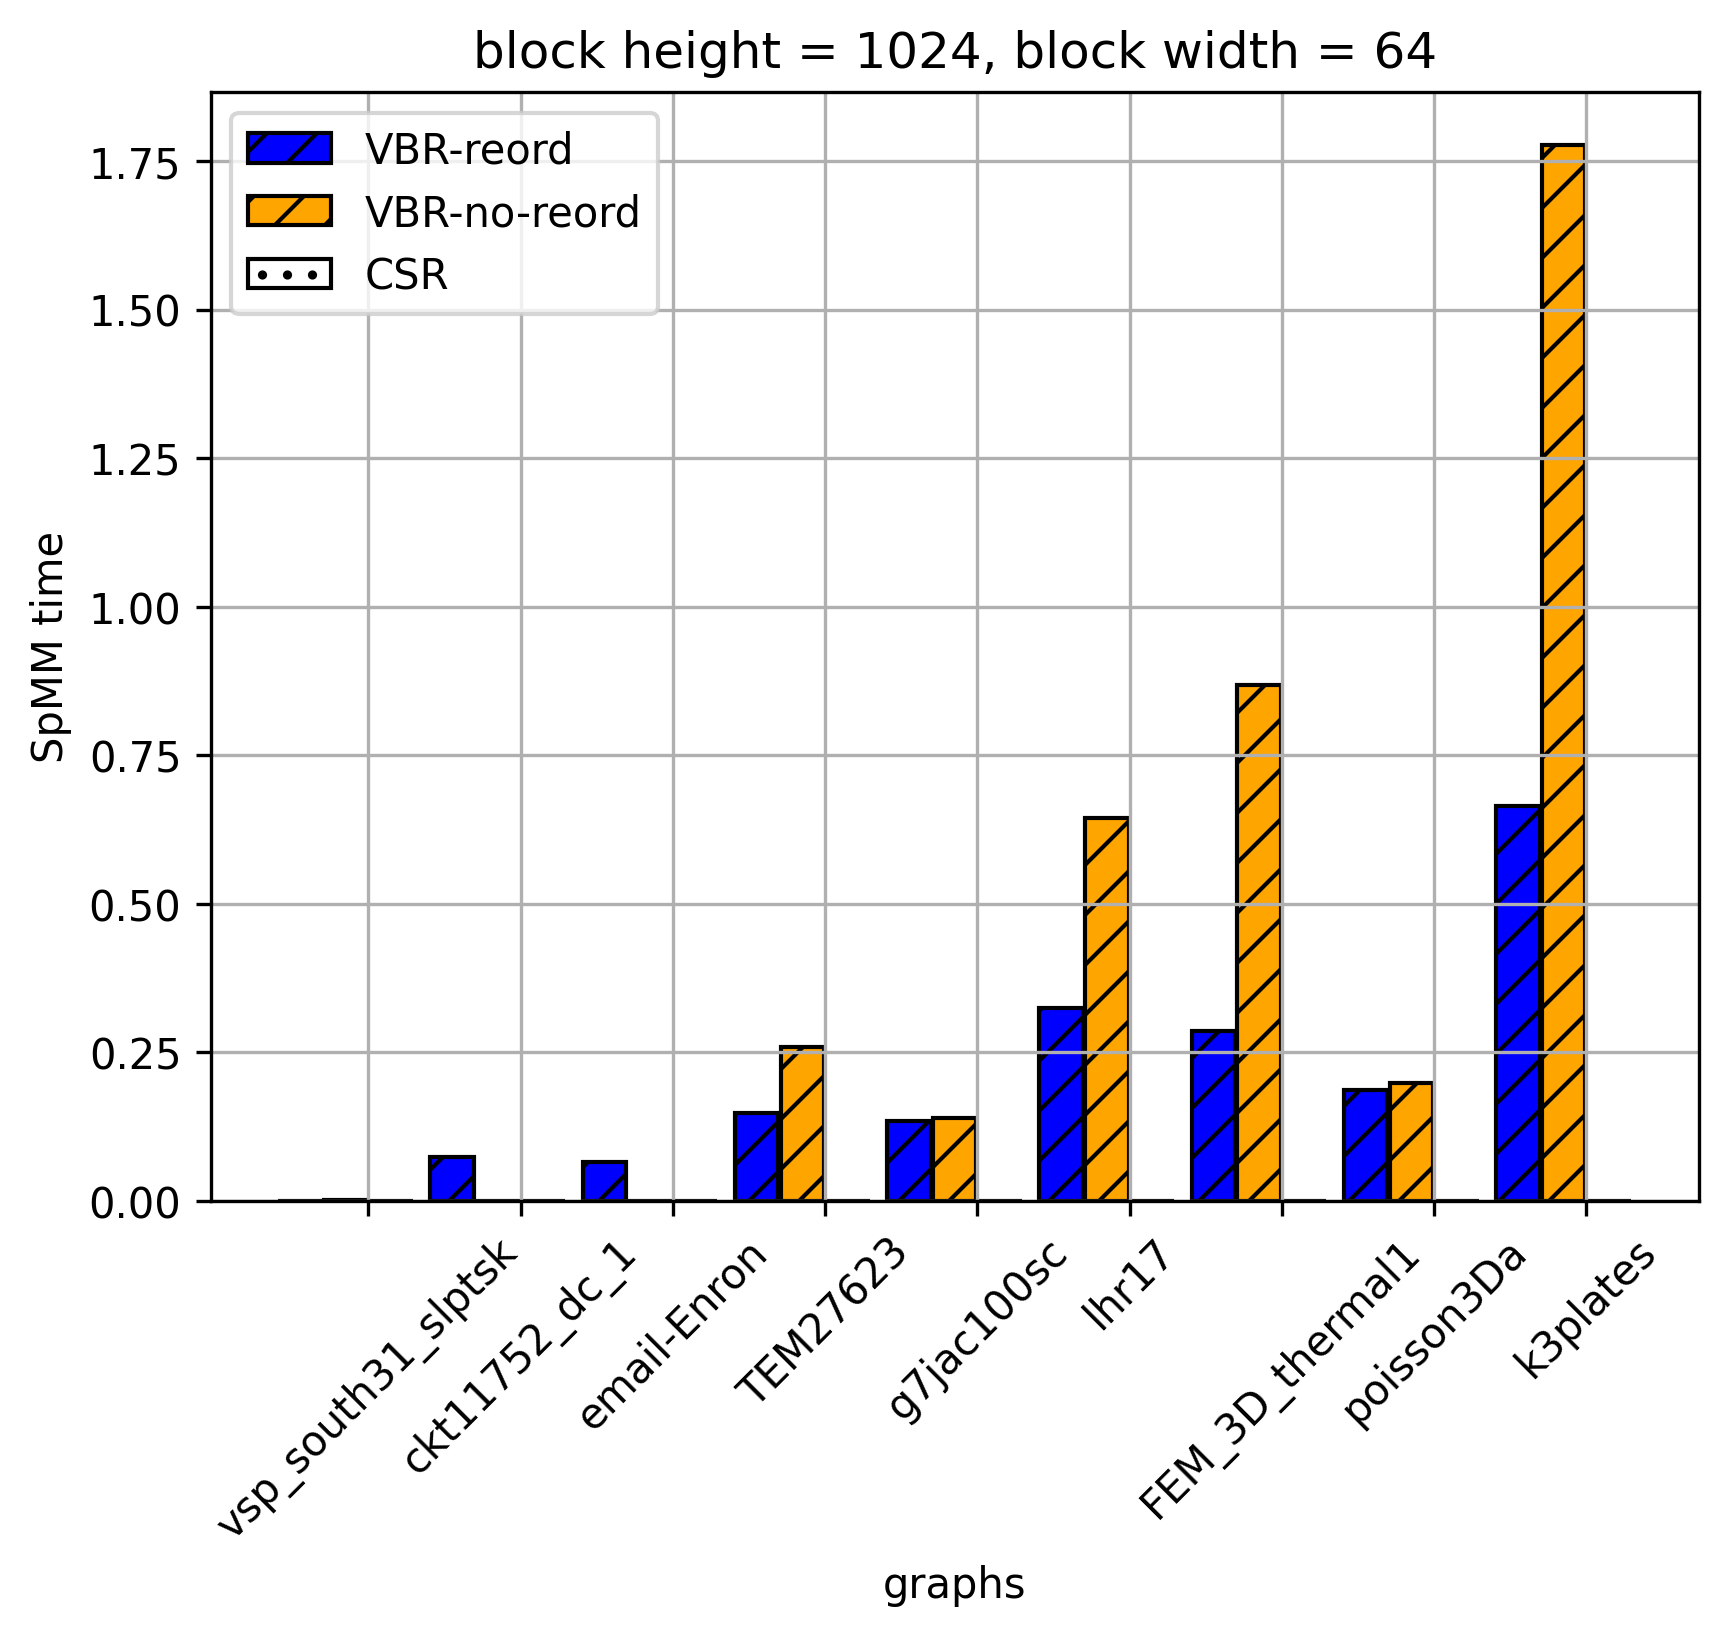 block height = 1024, block width = 64
VBR-reord
VBR-no-reord
CSR
SpMM time
1.75
1.50
1.25
1.00
0.75
0.50
0.25
0.00
vsp_south31_slptsk
ckt11752_dc_1
email-Enron
TEM27623
g7jac100sc
lhr17
FEM_3D_thermal1
poisson3Da
k3plates
graphs